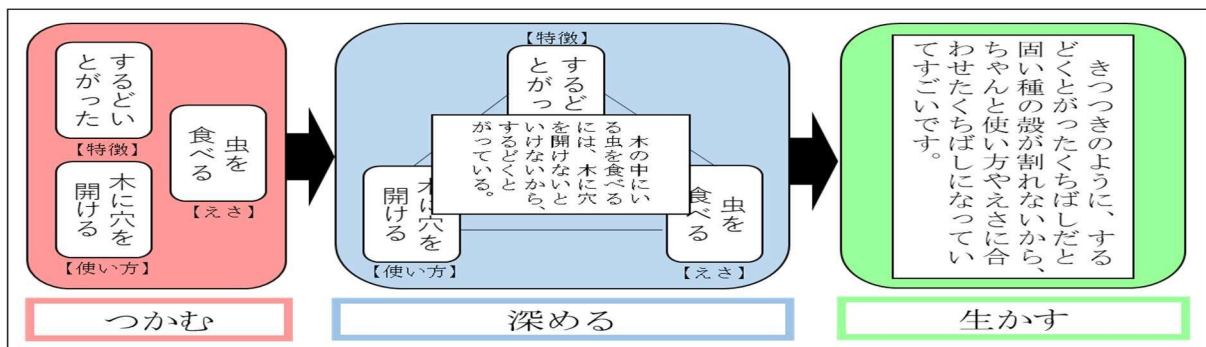 するどい
とがった
【特徴】
木に穴を
開ける
【使い方】
虫を
食べる
【えさ】
つかむ
【特徴】
するど
とがっ
木の中にい
る虫を食べる
には、木に穴
を開けないと
いけないから、
するどくと
がっている。
木に穴を
開ける
【使い方】
虫を
食べる
【えさ】
深める
きつつきのように、する
どくとがったくちばしだと
固い種の殻が割れないから、
ちゃんと使い方やえさに合
わせたくちばしになってい
てすごいです。
生かす